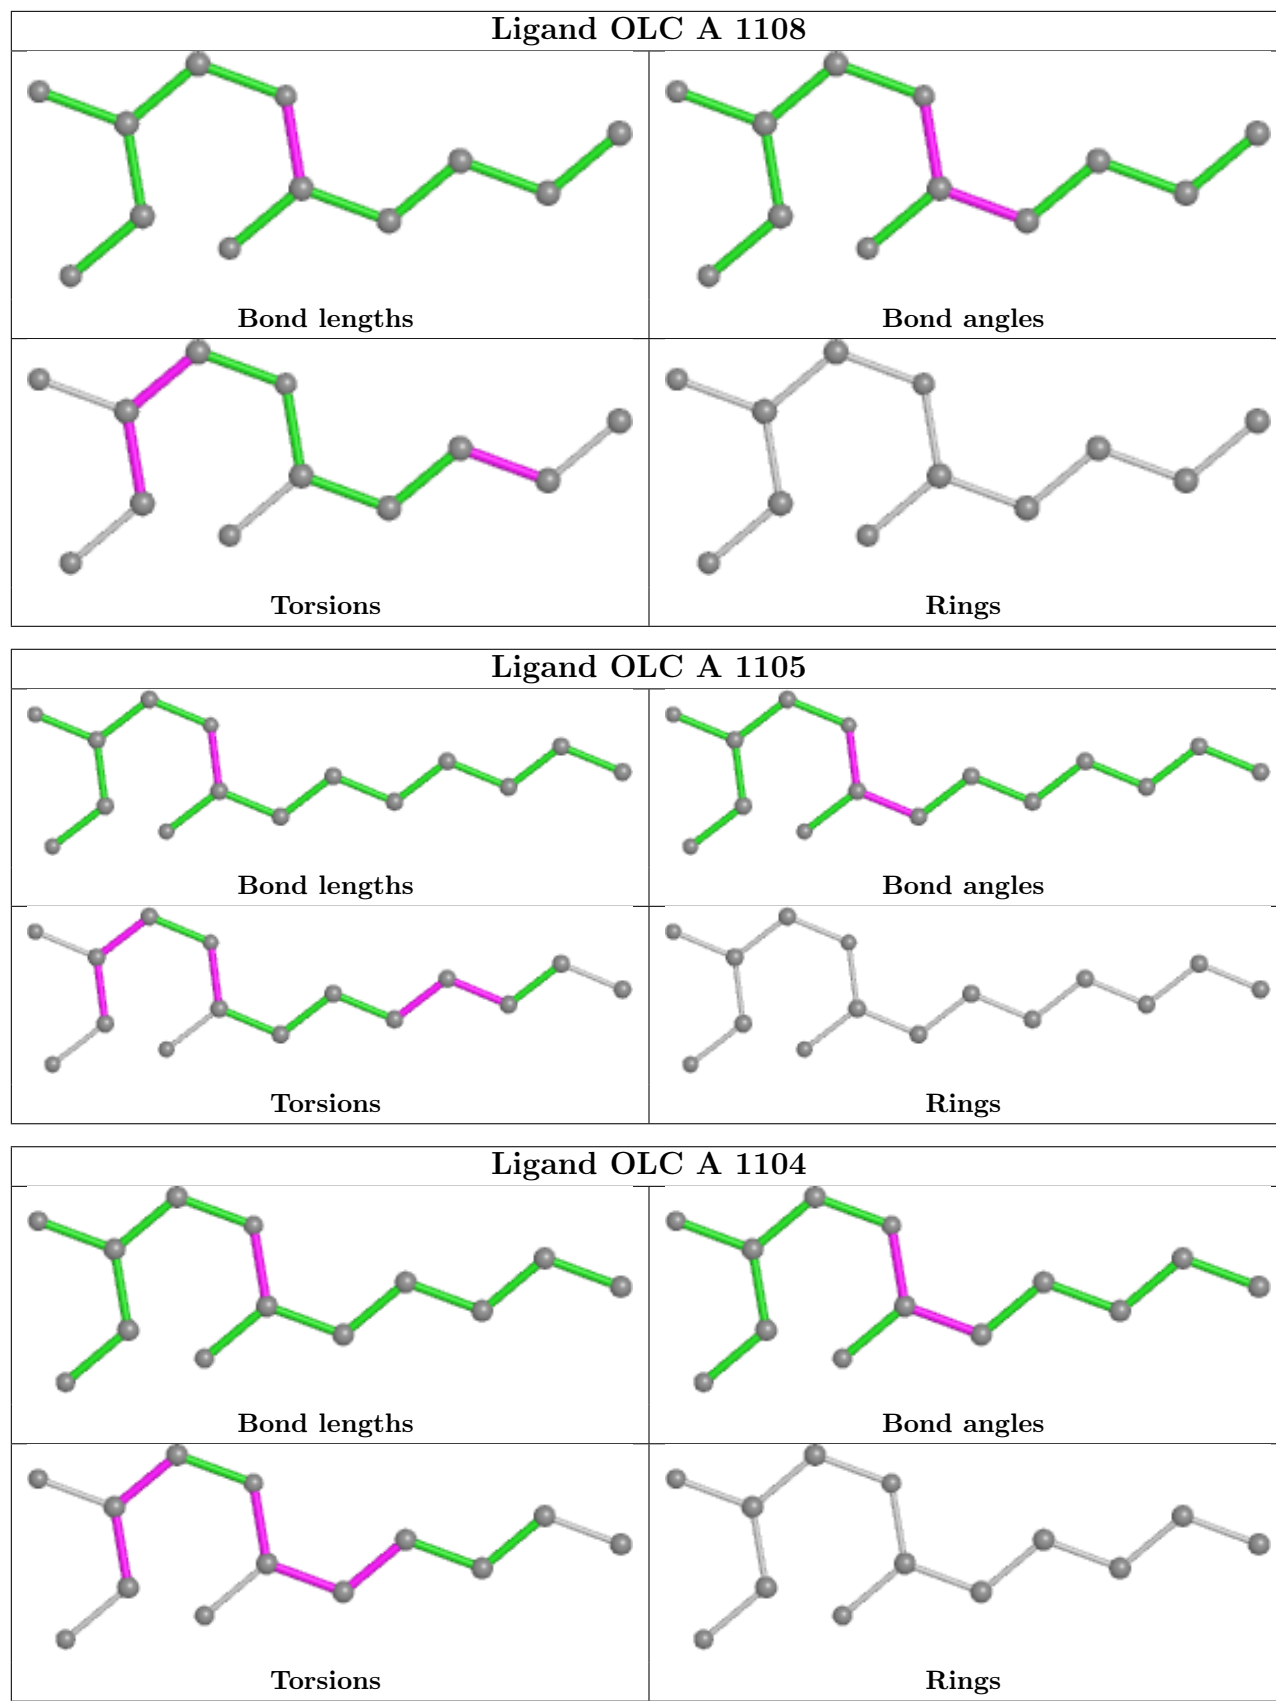 Ligand OLC A 1108
Bond lengths
Bond angles
Torsions
Rings
Ligand OLC A 1105
Bond lengths
Bond angles
Torsions
Rings
Ligand OLC A 1104
Bond lengths
Bond angles
Torsions
Rings